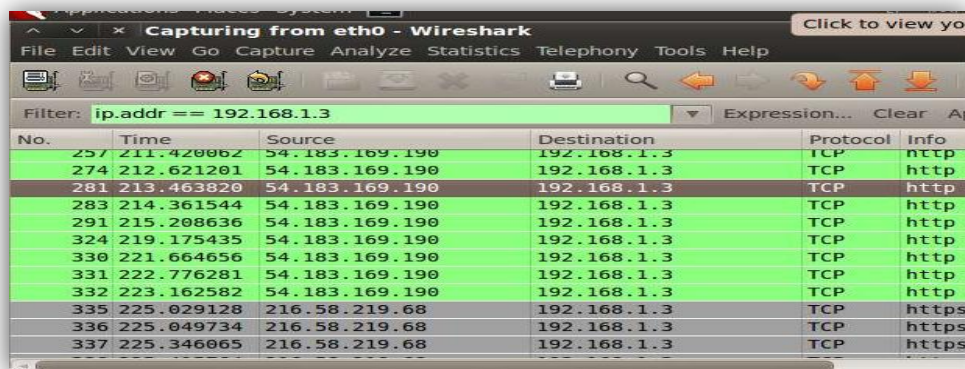 Applications Places System
Click to view yo
Capturing from eth0 - Wireshark
File Edit View Go Capture Analyze Statistics Telephony Tools Help
Filter: ip.addr == 192.168.1.3 Expression... Clear Ap
No. Time Source Destination Protocol Info
257 211.420062 54.183.169.190 192.168.1.3 TCP http
274 212.621201 54.183.169.190 192.168.1.3 TCP http
281 213.463820 54.183.169.190 192.168.1.3 TCP http
283 214.361544 54.183.169.190 192.168.1.3 TCP http
291 215.208636 54.183.169.190 192.168.1.3 TCP http
324 219.175435 54.183.169.190 192.168.1.3 TCP http
330 221.664656 54.183.169.190 192.168.1.3 TCP http
331 222.776281 54.183.169.190 192.168.1.3 TCP http
332 223.162582 54.183.169.190 192.168.1.3 TCP http
335 225.029128 216.58.219.68 192.168.1.3 TCP https
336 225.049734 216.58.219.68 192.168.1.3 TCP https
337 225.346065 216.58.219.68 192.168.1.3 TCP https